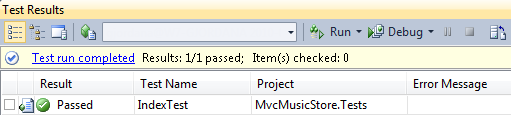 Test Results
Run Debug
Test run completed Results: 1/1 passed; Item(s) checked: 0
Result Test Name Project Error Message
Passed IndexTest MvcMusicStore.Tests